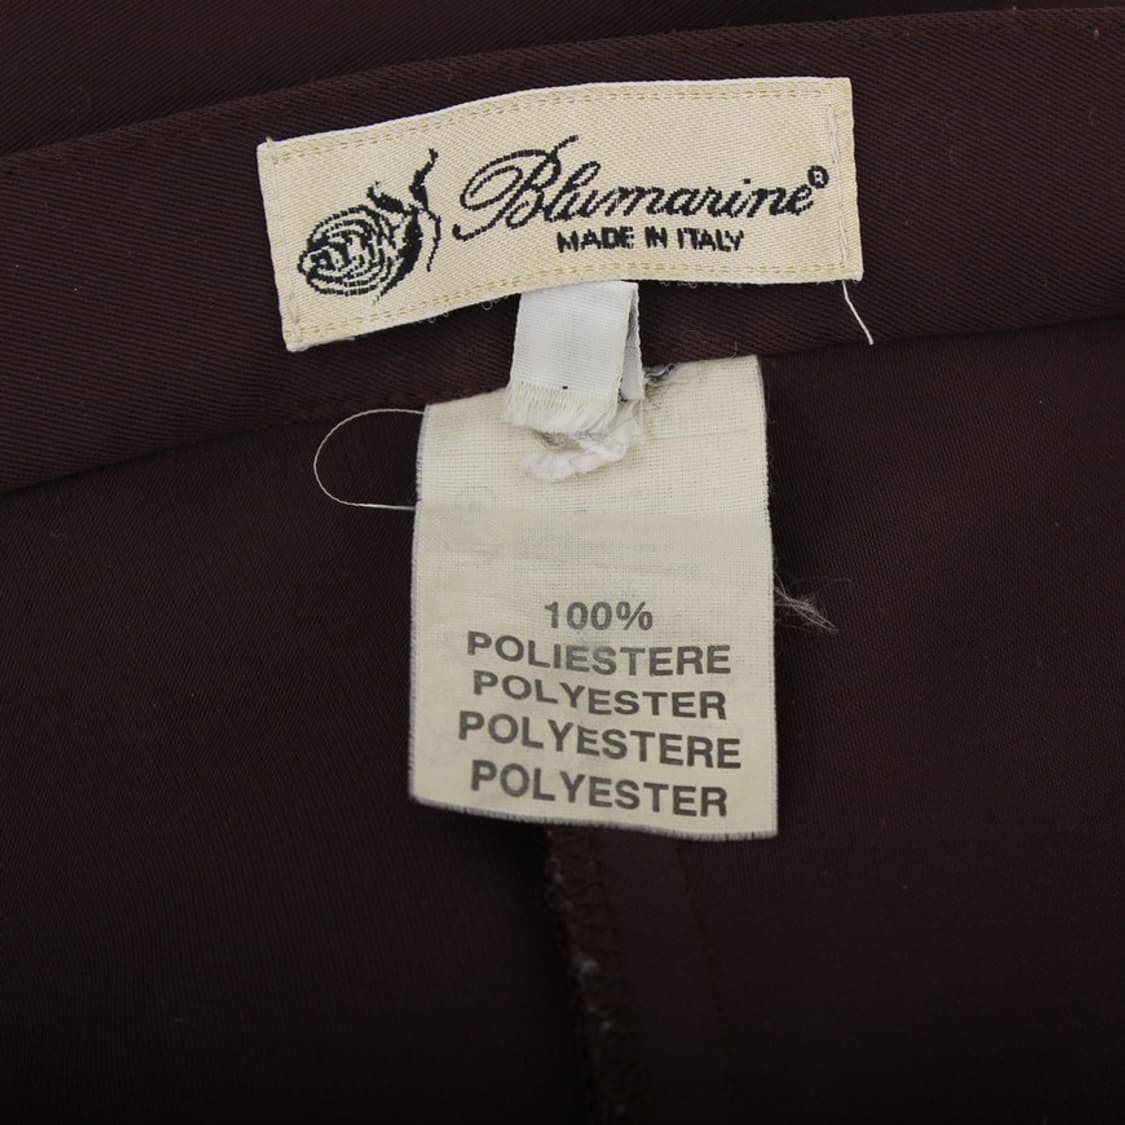 Blumarine®
MADE IN ITALY
100%
POLIESTERE
POLYESTER
POLYESTERE
POLYESTER